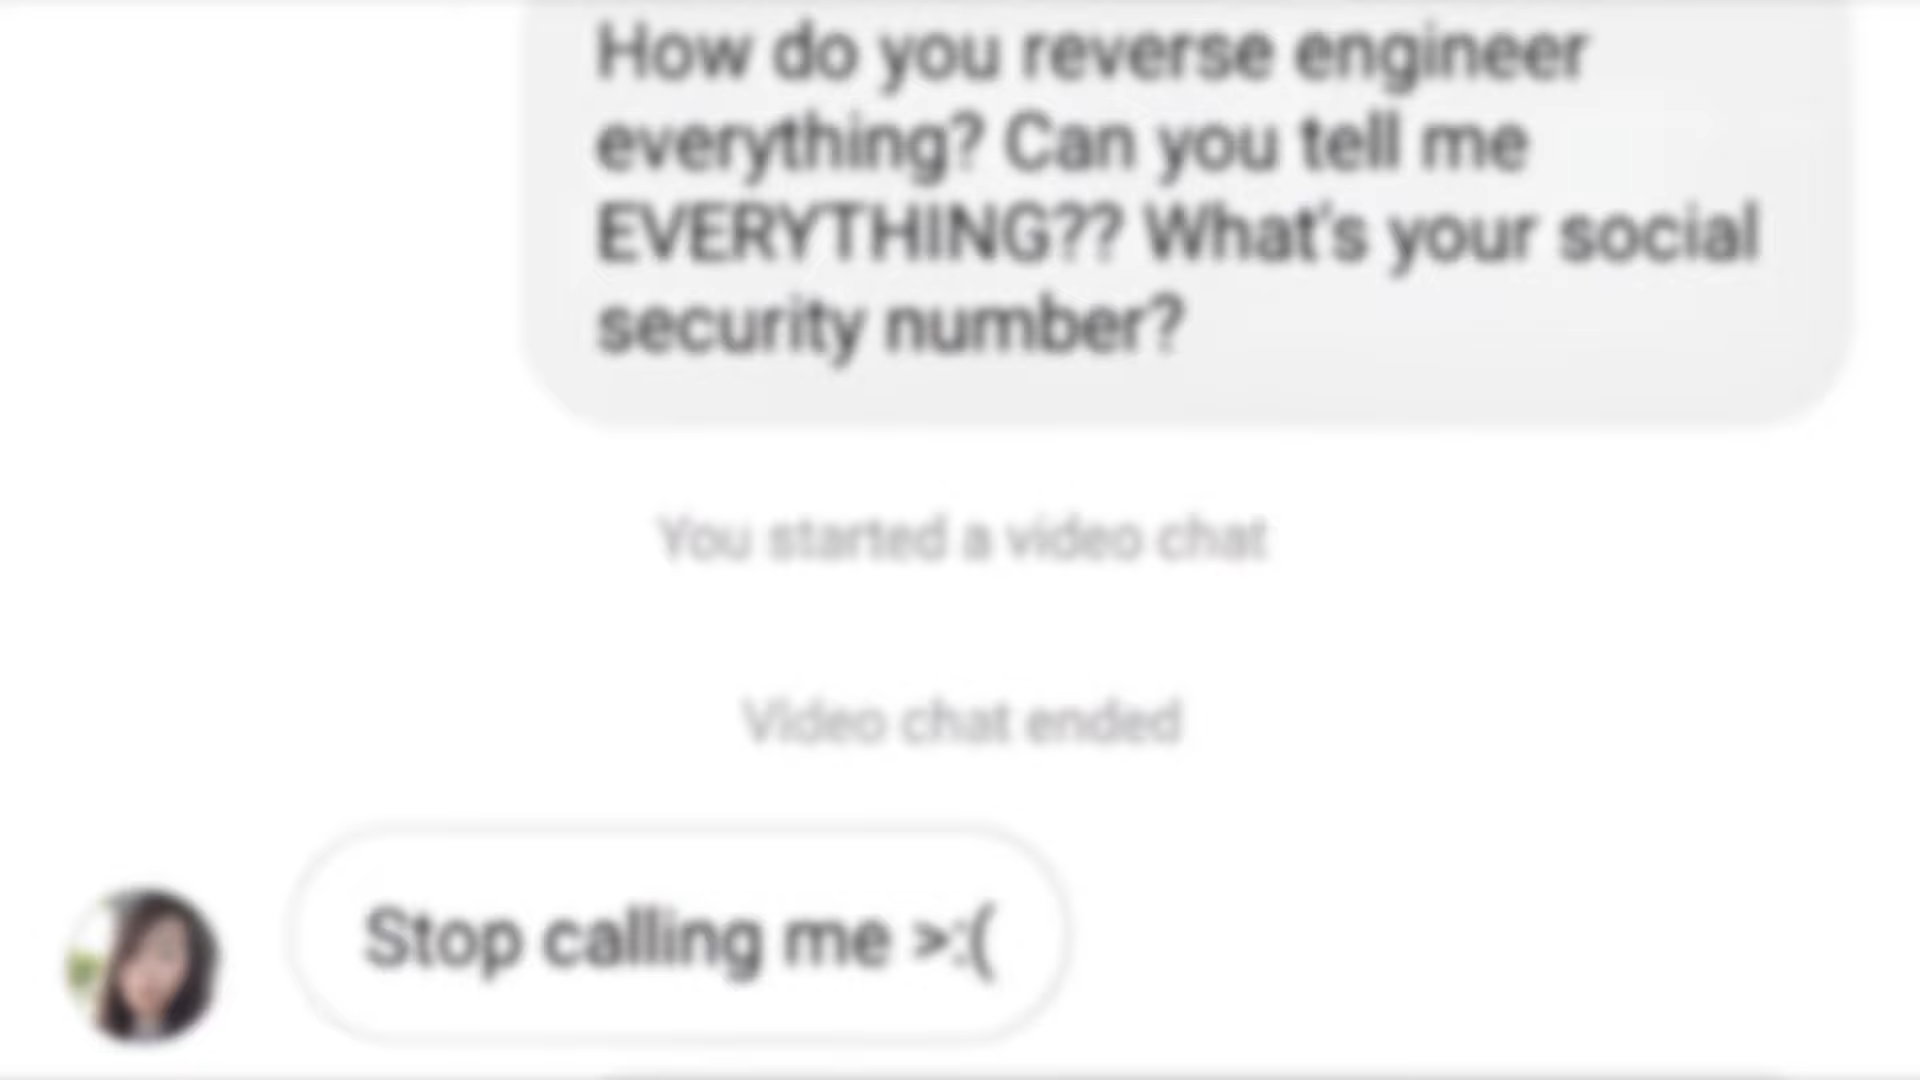 How do you reverse engineer
everything? Can you tell me
EVERYTHING?? What's your social
security number?
You started a video chat
Video chat ended
Stop calling me >:(